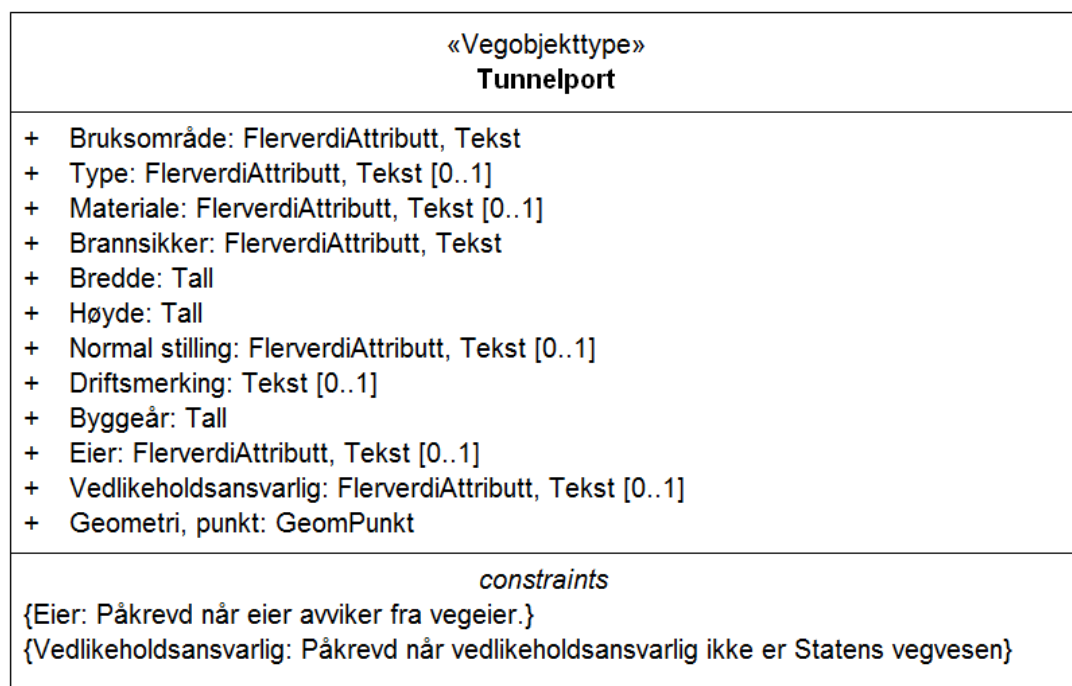 «Vegobjekttype»
Tunnelport
+ Bruksområde: FlerverdiAttributt, Tekst
+ Type: FlerverdiAttributt, Tekst [0..1]
+ Materiale: FlerverdiAttributt, Tekst [0..1]
+ Brannsikker: FlerverdiAttributt, Tekst
+ Bredde: Tall
+ Høyde: Tall
+ Normal stilling: FlerverdiAttributt, Tekst [0..1]
+ Driftsmerking: Tekst [0..1]
+ Byggeår: Tall
+ Eier: FlerverdiAttributt, Tekst [0..1]
+ Vedlikeholdsansvarlig: FlerverdiAttributt, Tekst [0..1]
+ Geometri, punkt: GeomPunkt
constraints
{Eier: Påkrevd når eier avviker fra vegeier.}
{Vedlikeholdsansvarlig: Påkrevd når vedlikeholdsansvarlig ikke er Statens vegvesen}